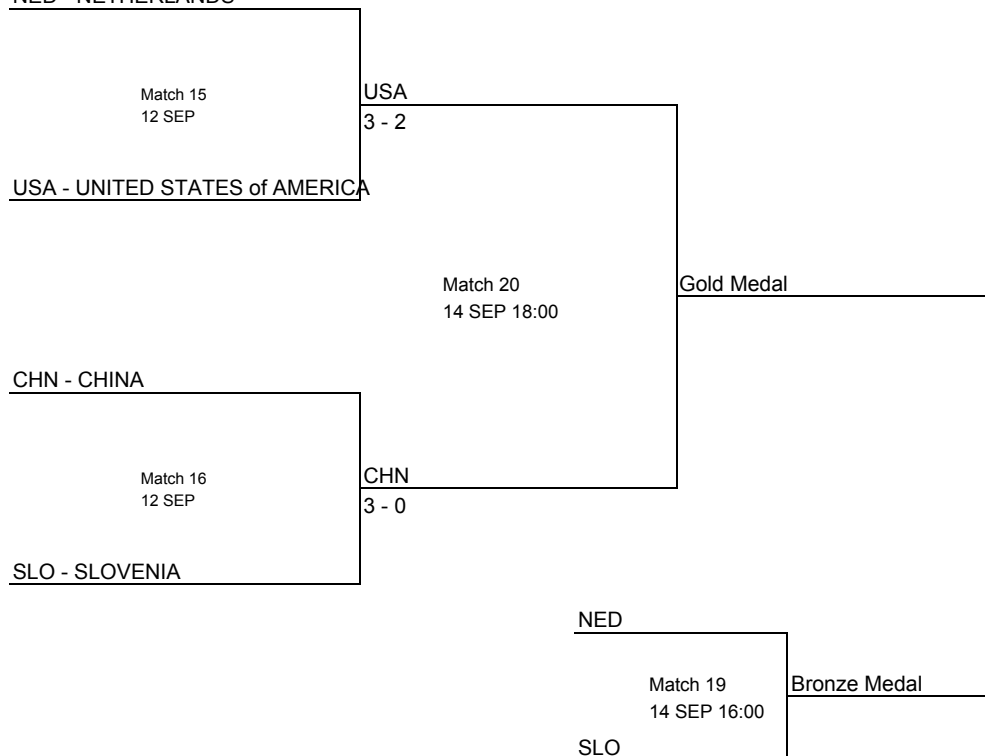 NED - NETHERLANDS
Match 15
12 SEP
USA
3 - 2
USA - UNITED STATES of AMERICA
Match 20
14 SEP 18:00
Gold Medal
CHN - CHINA
Match 16
12 SEP
CHN
3 - 0
SLO - SLOVENIA
NED
Match 19
14 SEP 16:00
Bronze Medal
SLO